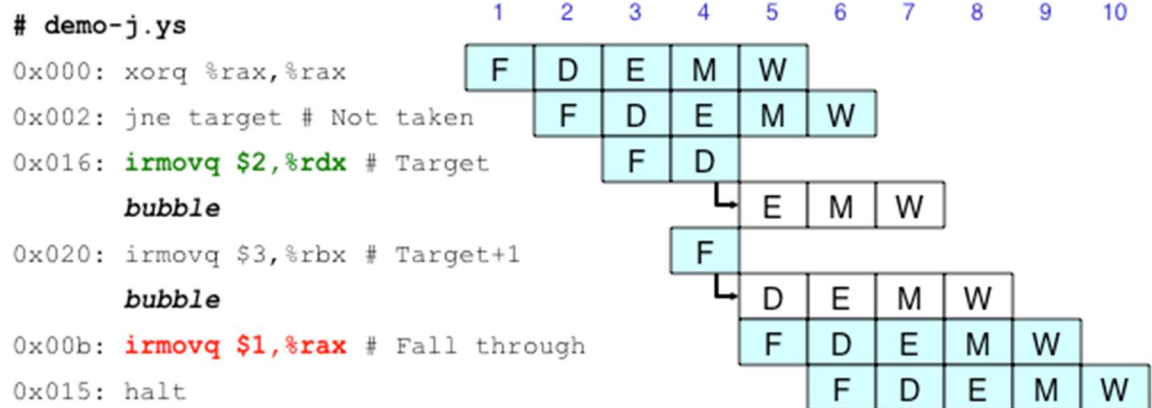 1 2 3 4 5 6 7 8 9 10
# demo-j.ys
0x000: xorq %rax,%rax F D E M W
0x002: jne target # Not taken F D E M W
0x016: irmovq $2,%rdx # Target F D
bubble E M W
0x020: irmovq $3,%rbx # Target+1 F
bubble D E M W
0x00b: irmovq $1,%rax # Fall through F D E M W
0x015: halt F D E M W